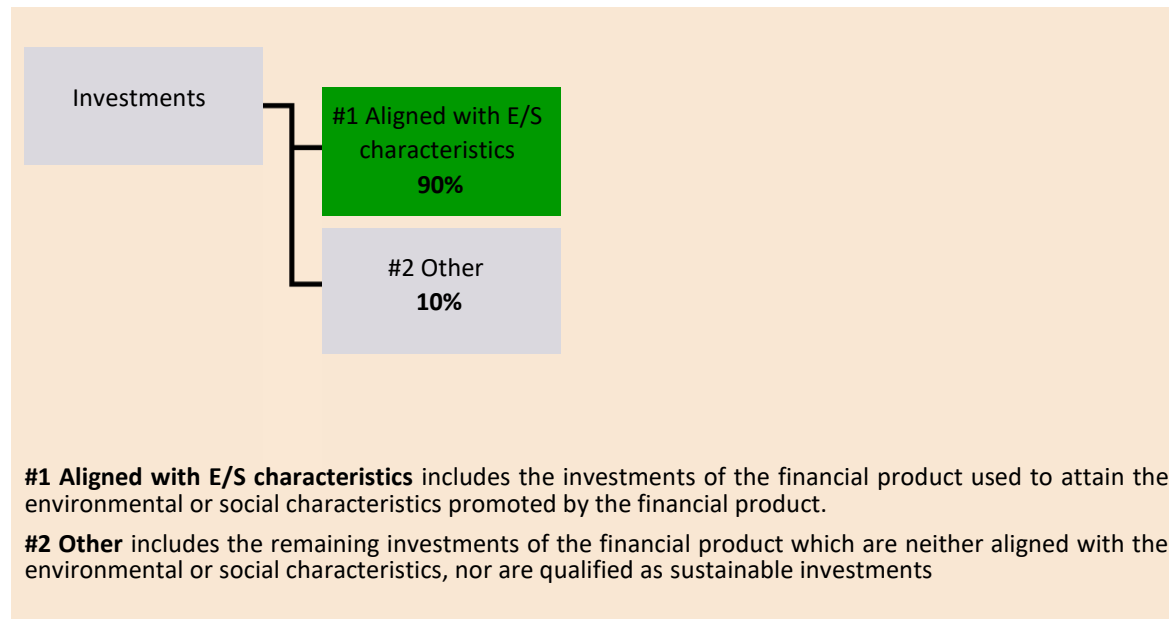 Investments
#1 Aligned with E/S
characteristics
90%
#2 Other
10%
#1 Aligned with E/S characteristics includes the investments of the financial product used to attain the
environmental or social characteristics promoted by the financial product.
#2 Other includes the remaining investments of the financial product which are neither aligned with the
environmental or social characteristics, nor are qualified as sustainable investments